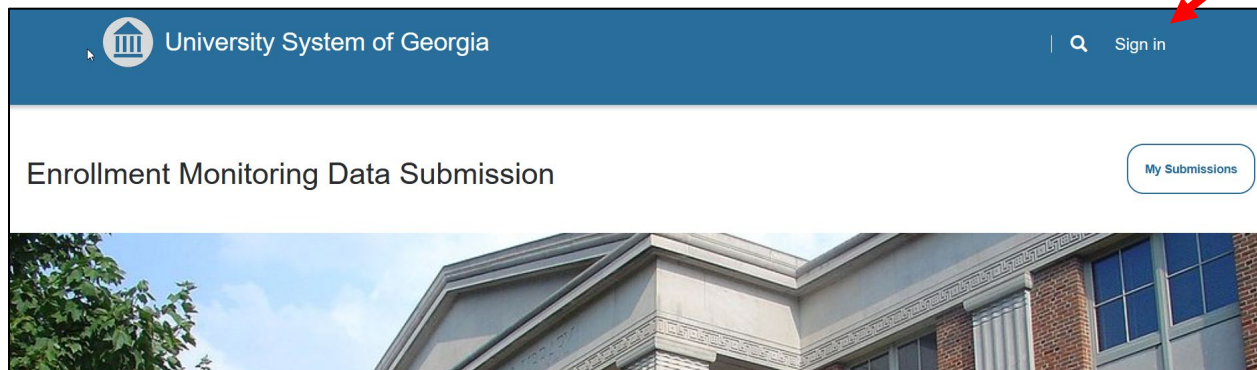 University System of Georgia
Sign in
Enrollment Monitoring Data Submission
My Submissions